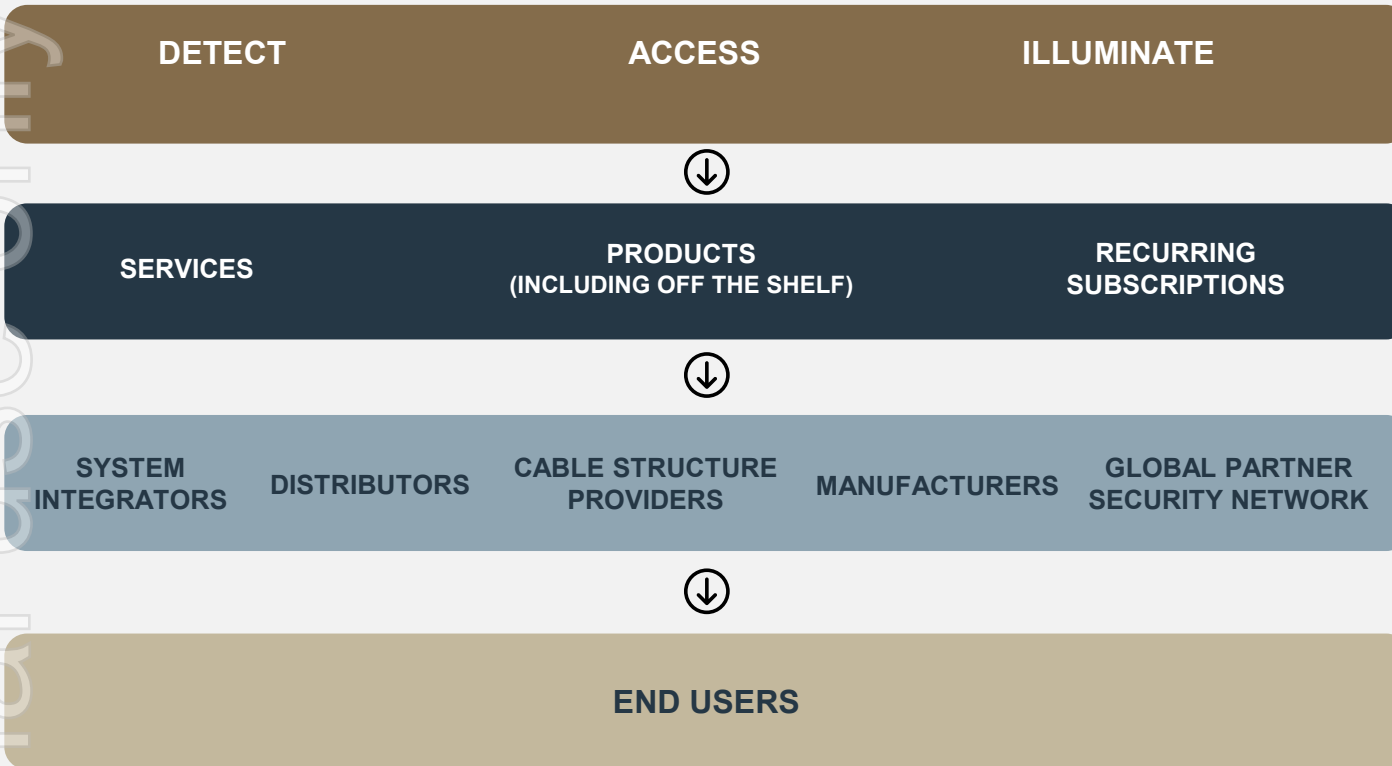 DETECT ACCESS ILLUMINATE
SERVICES
PRODUCTS
(INCLUDING OFF THE SHELF)
RECURRING
SUBSCRIPTIONS
SYSTEM
INTEGRATORS
DISTRIBUTORS
CABLE STRUCTURE
PROVIDERS
MANUFACTURERS
GLOBAL PARTNER
SECURITY NETWORK
END USERS